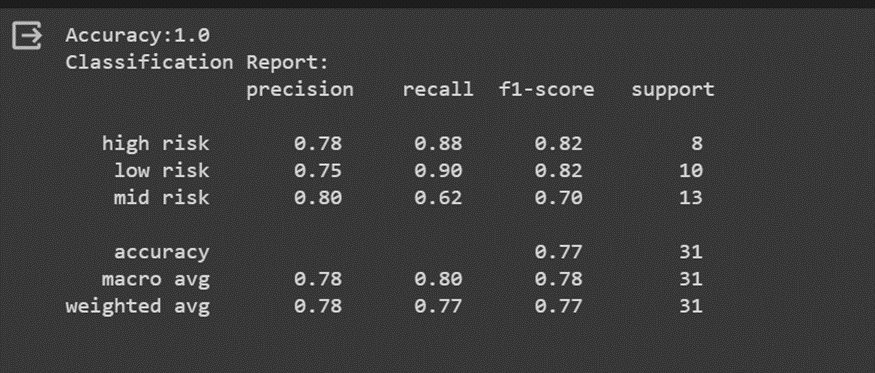 Accuracy:1.0
Classification Report:
precision recall f1-score support
high risk 0.78 0.88 0.82 8
low risk 0.75 0.90 0.82 10
mid risk 0.80 0.62 0.70 13
accuracy 0.77 31
macro avg 0.78 0.80 0.78 31
weighted avg 0.78 0.77 0.77 31